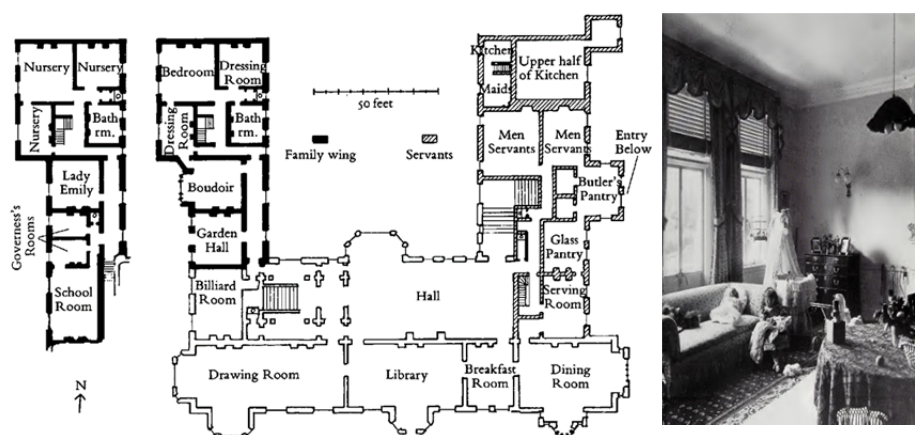 Nursery
Nursery
Nursery
Bath
rm.
Lady
Emily
Governess's
Rooms
School
Room
N
Bedroom
Dressing
Room
Dressing
Room
Bath
rm.
Boudoir
Garden
Hall
Billiard
Room
50 feet
Family wing
Servants
Kitchen
Maid
Upper half
of Kitchen
Men
Servants
Men
Servants
Entry
Below
Butler's
Pantry
Glass
Pantry
Serving
Room
Hall
Drawing Room
Library
Breakfast
Room
Dining
Room